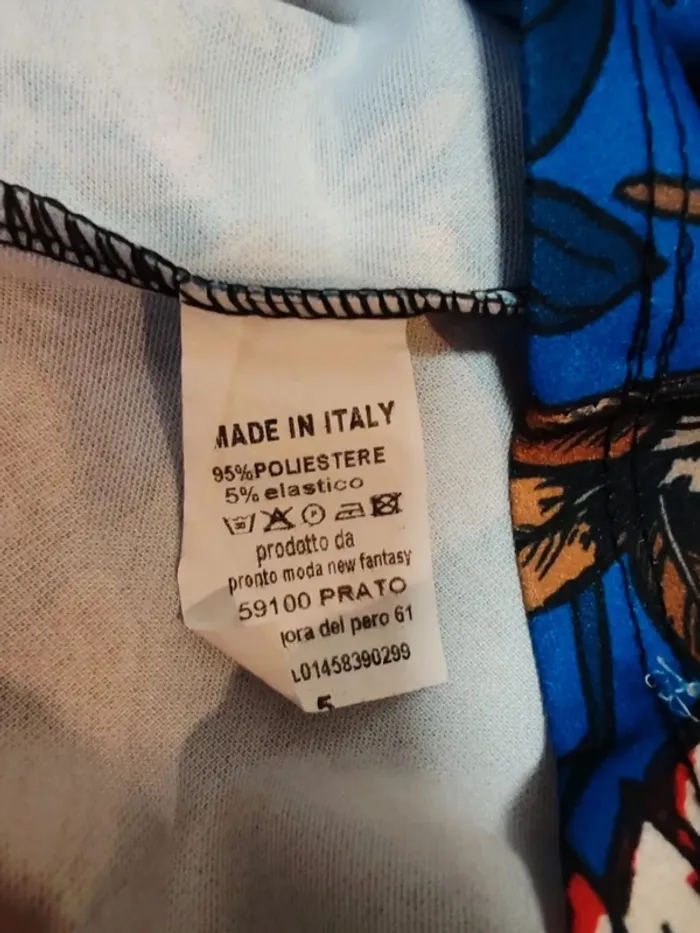 MADE IN ITALY
95%POLIESTERE
5% elastico
prodotto da
pronto moda new fantasy
59100 PRATO
del pero 61
01458390299
5